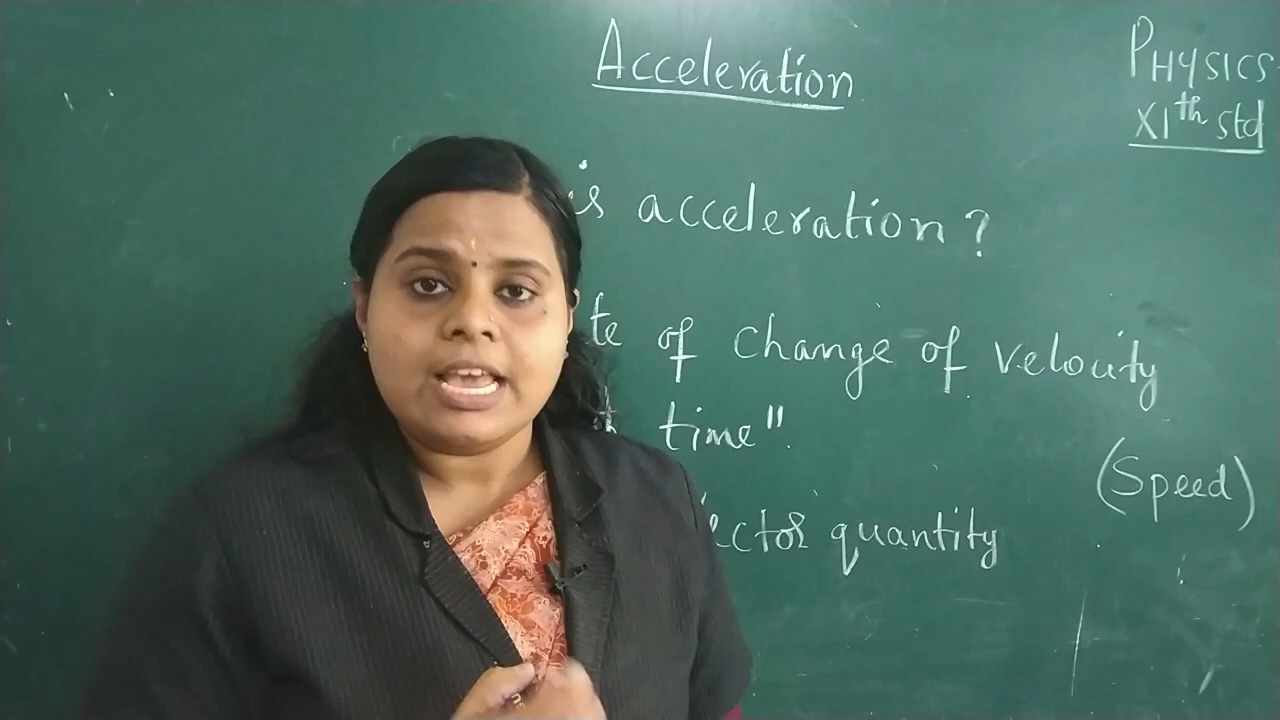 Acceleration
PHYSICS
XIth std
is acceleration?
te of change of velocity
time".
(Speed)
ector quantity